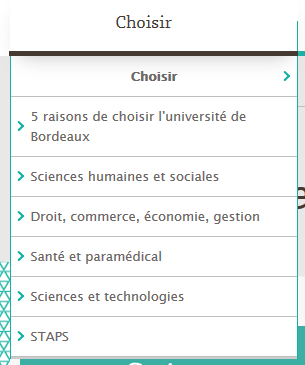 Choisir
Choisir
5 raisons de choisir l'université de
Bordeaux
Sciences humaines et sociales
Droit, commerce, économie, gestion
Santé et paramédical
Sciences et technologies
STAPS